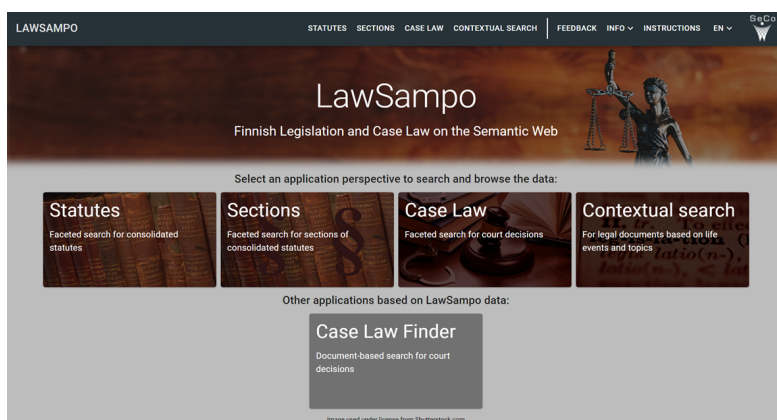 LAWSAMPO
STATUTES SECTIONS CASE LAW CONTEXTUAL SEARCH FEEDBACK INFO INSTRUCTIONS EN
SeCo
LawSampo
Finnish Legislation and Case Law on the Semantic Web
Select an application perspective to search and browse the data:
Statutes
Faceted search for consolidated
statutes
Sections
Faceted search for sections of
consolidated statutes
Case Law
Faceted search for court decisions
Contextual search
For legal documents based on life
events and topics
Other applications based on LawSampo data:
Case Law Finder
Document-based search for court
decisions
Image used under license from Shutterstock.com